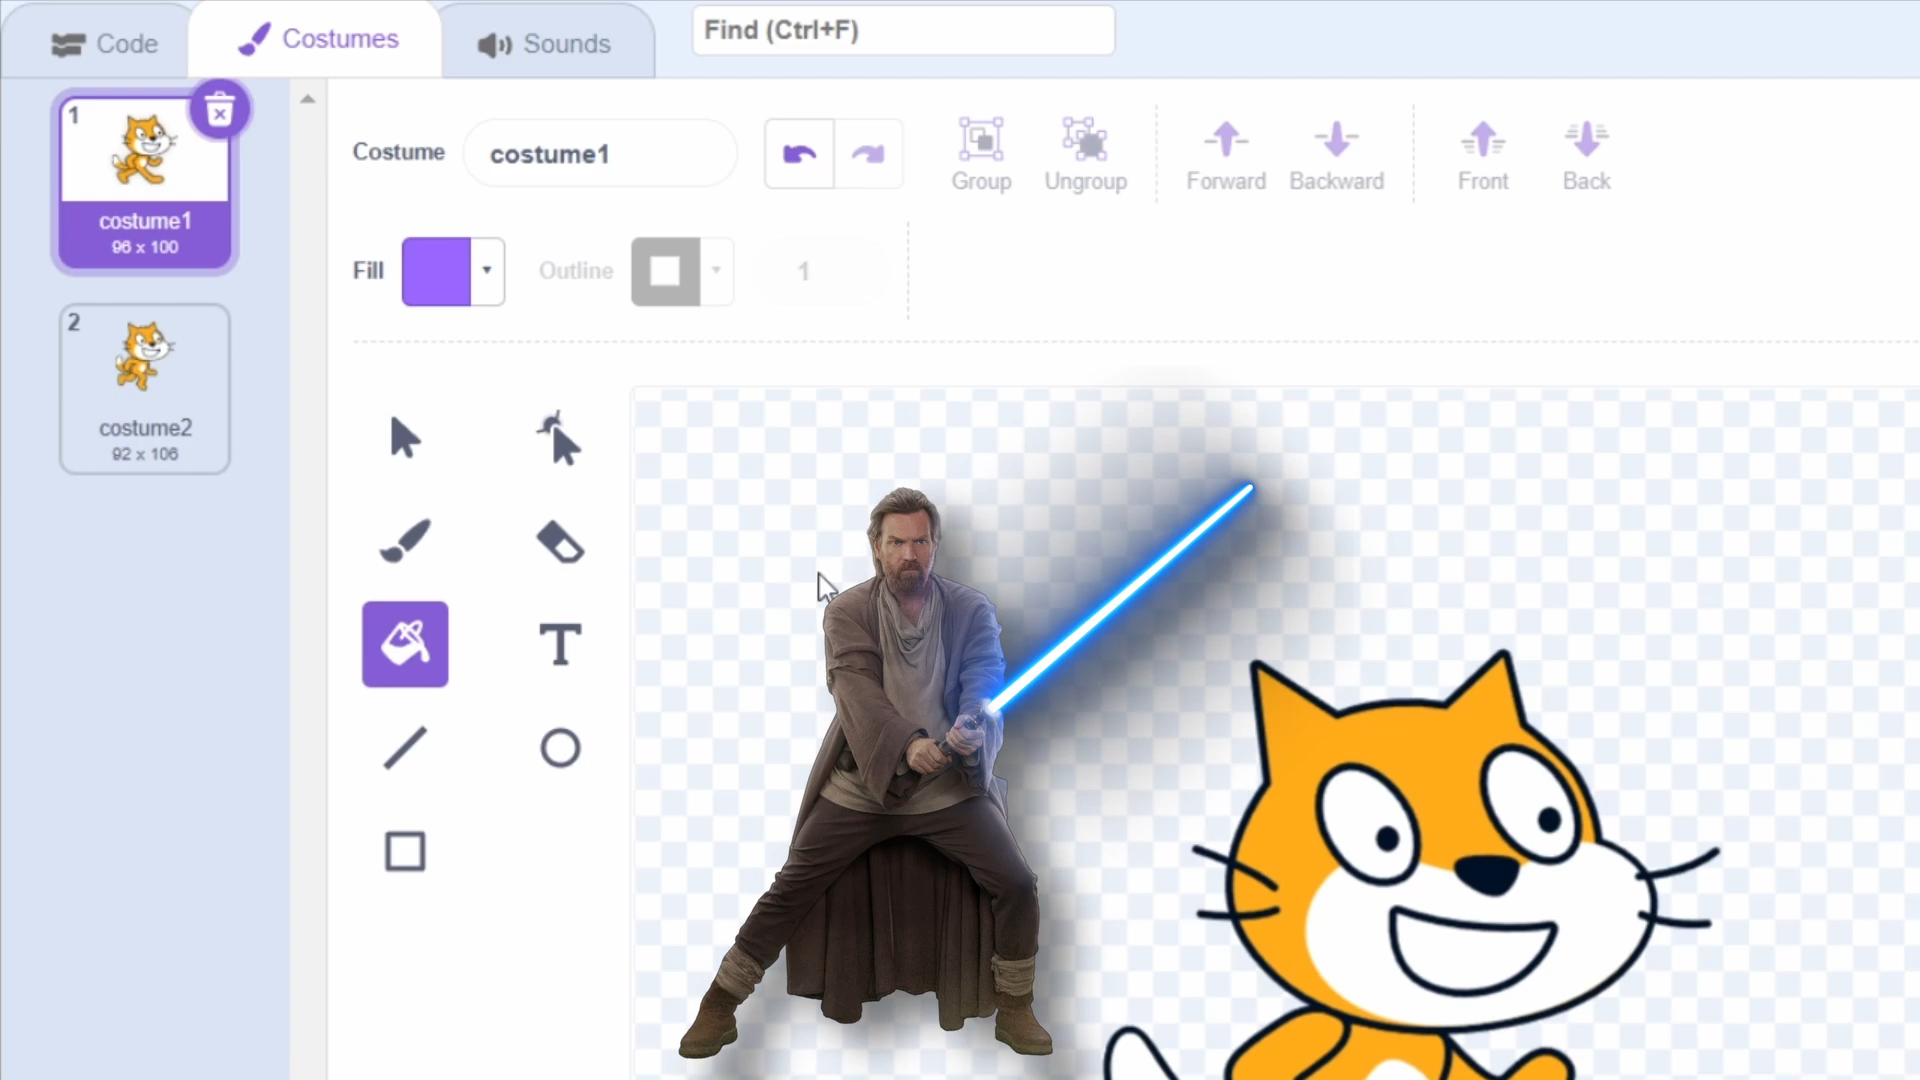 Code
Costumes
Sounds
Find (Ctrl+F)
1
costume1
96 x 100
2
costume2
92 x 106
Costume
costume1
Group
Ungroup
Forward
Backward
Front
Back
Fill
Outline
1
T